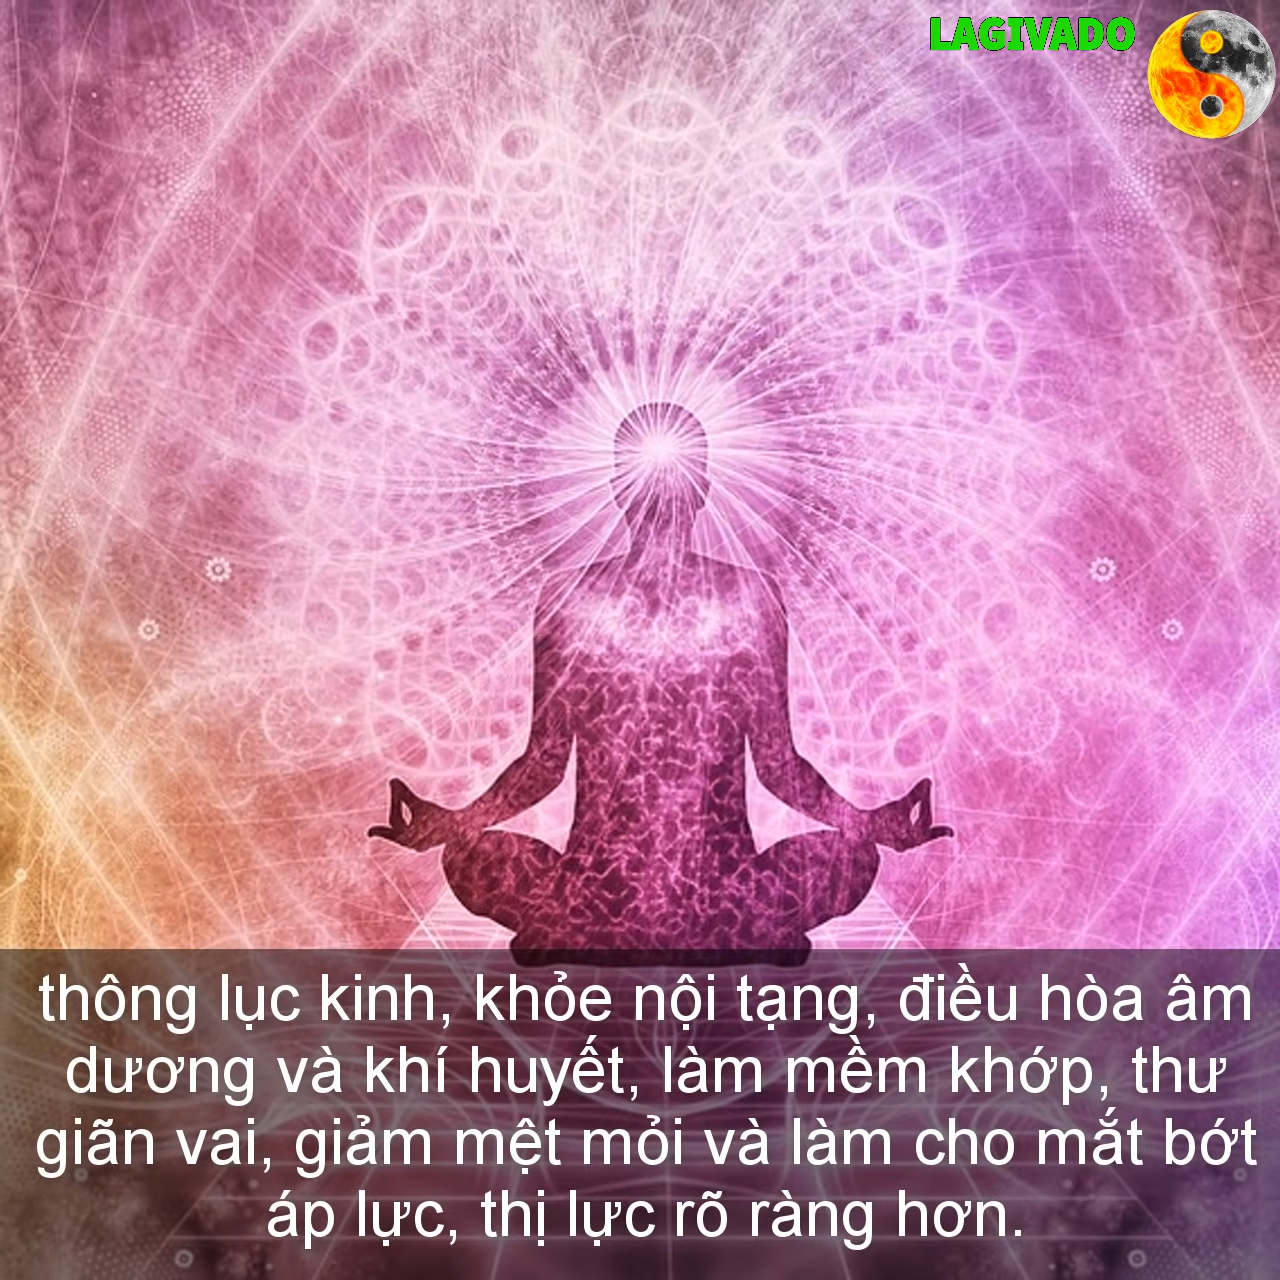 LAGIVADO
thông lục kinh, khỏe nội tạng, điều hòa âm
dương và khí huyết, làm mềm khớp, thư
giãn vai, giảm mệt mỏi và làm cho mắt bớt
áp lực, thị lực rõ ràng hơn.